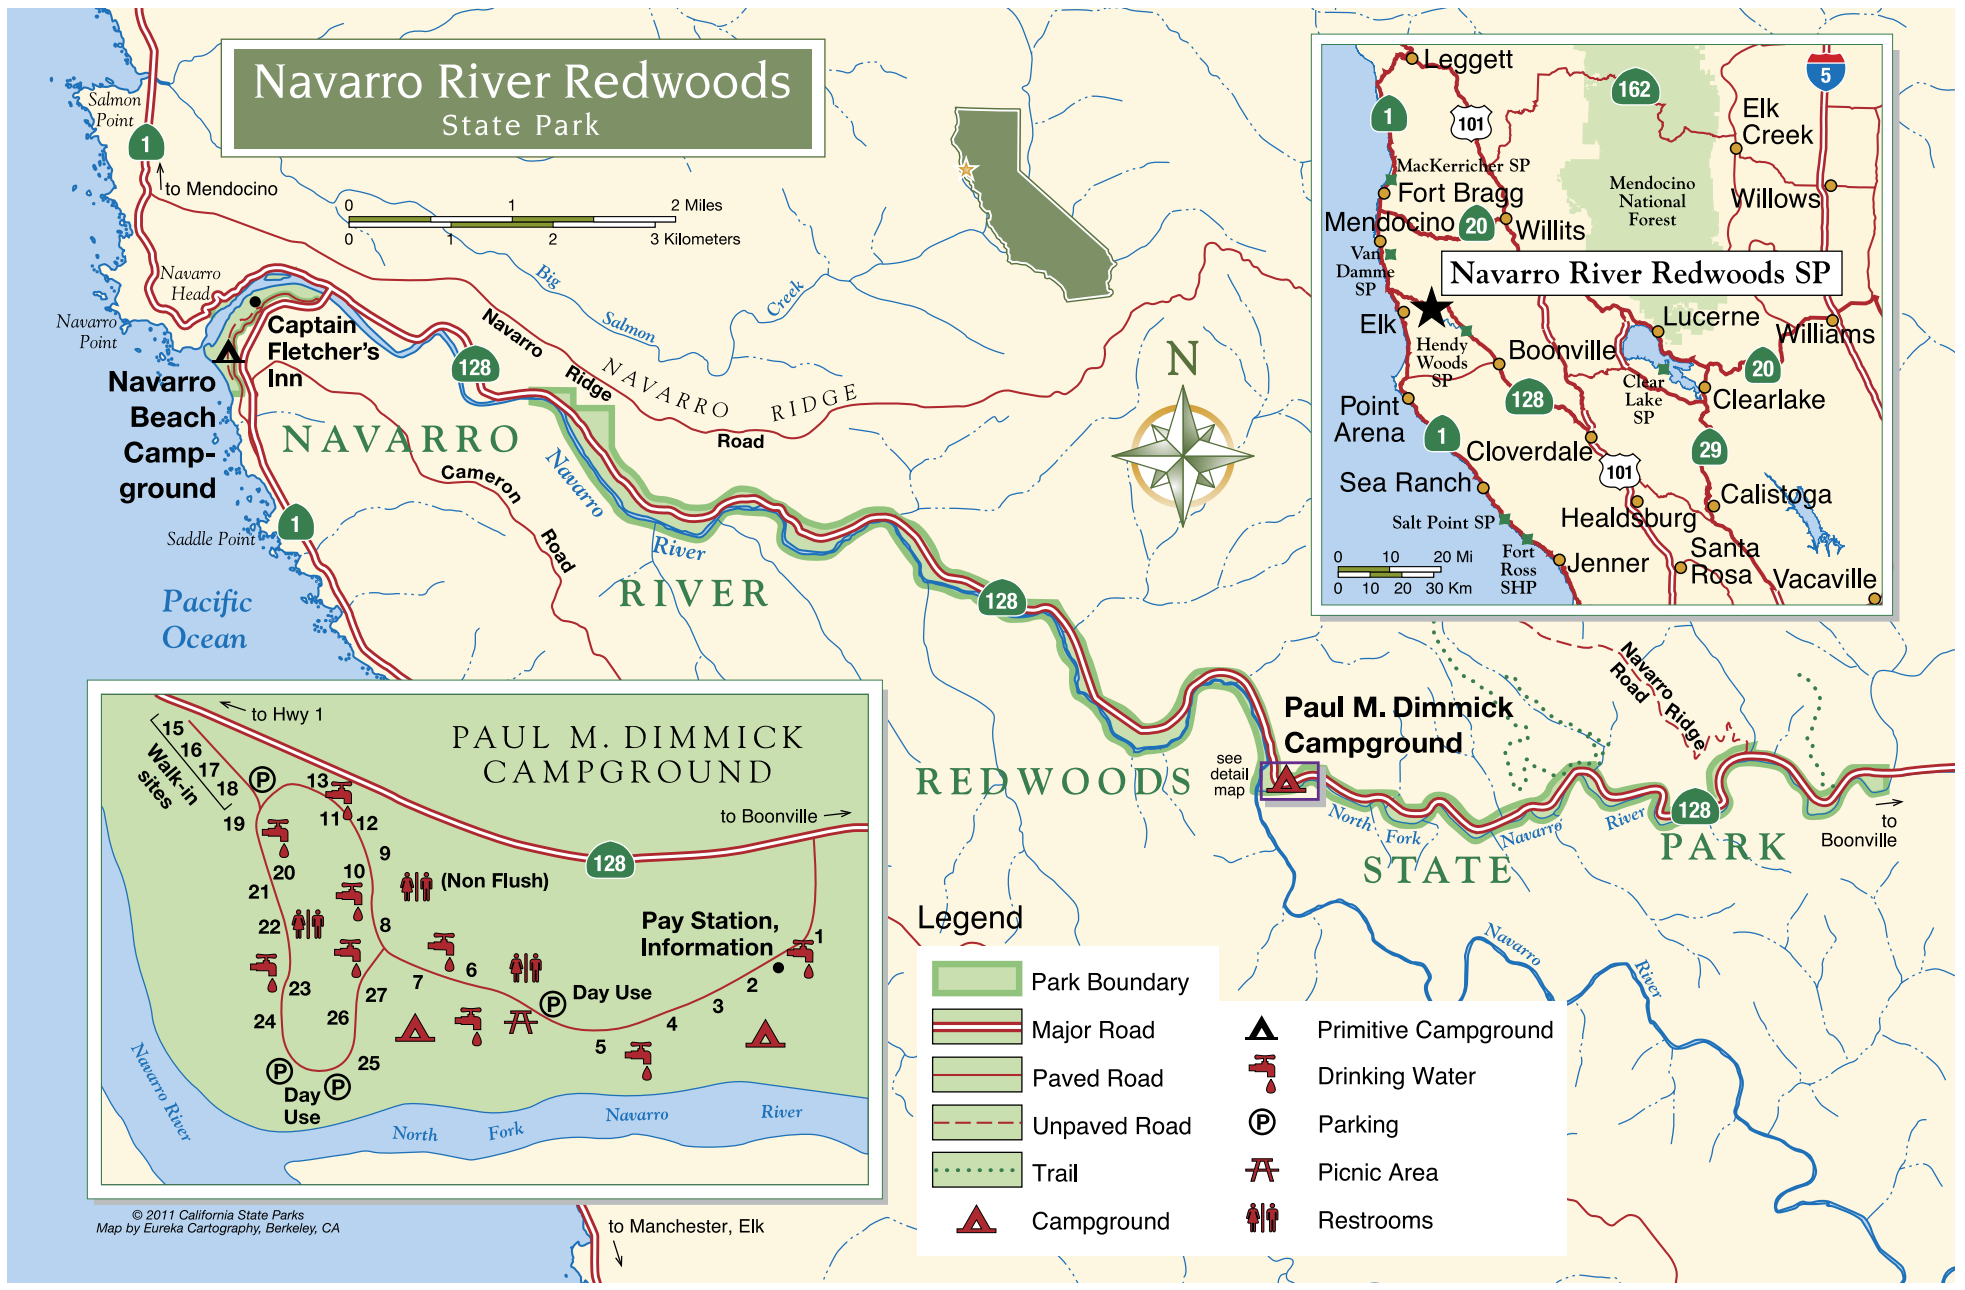 Navarro River Redwoods
State Park
Salmon
Point
1
to Mendocino
0 1 2 Miles
0 1 2 3 Kilometers
Navarro
Head
Navarro
Point
Captain
Fletcher's
Inn
Navarro
Beach
Camp-
ground
Big
Salmon
Creek
Navarro
Ridge
Road
NAVARRO
RIDGE
128
NAVARRO
Cameron
Road
Navarro
River
1
Saddle Point
Pacific
Ocean
RIVER
128
N
REDWOODS
see
detail
map
Paul M. Dimmick
Campground
Navarro Ridge
Road
North
Fork
Navarro
River
128
STATE
PARK
to
Boonville
Navarro
River
Leggett
5
162
1
101
Elk
Creek
MacKerricher SP
Fort Bragg
Mendocino
National
Forest
Willows
Mendocino
20
Willits
Van
Damme
SP
Navarro River Redwoods SP
Elk
Lucerne
Williams
Hendy
Woods
SP
Boonville
20
Clear
Lake
SP
Clearlake
128
Point
Arena
1
Cloverdale
29
101
Sea Ranch
Calistoga
Salt Point SP
Healdsburg
Fort
Ross
SHP
Santa
Rosa
Jenner
Vacaville
0 10 20 Mi
0 10 20 30 Km
PAUL M. DIMMICK
CAMPGROUND
to Hwy 1
15
16
17
18
Walk-in
sites
P
13
19
11
12
to Boonville
128
9
20
10
21
(Non Flush)
22
8
Pay Station,
Information
1
6
7
23
27
P
Day Use
2
3
24
26
4
5
25
P
P
Day
Use
Navarro River
North
Fork
Navarro
River
© 2011 California State Parks
Map by Eureka Cartography, Berkeley, CA
to Manchester, Elk
Legend
Park Boundary
Major Road
Paved Road
Unpaved Road
Trail
Campground
Primitive Campground
Drinking Water
P Parking
Picnic Area
Restrooms